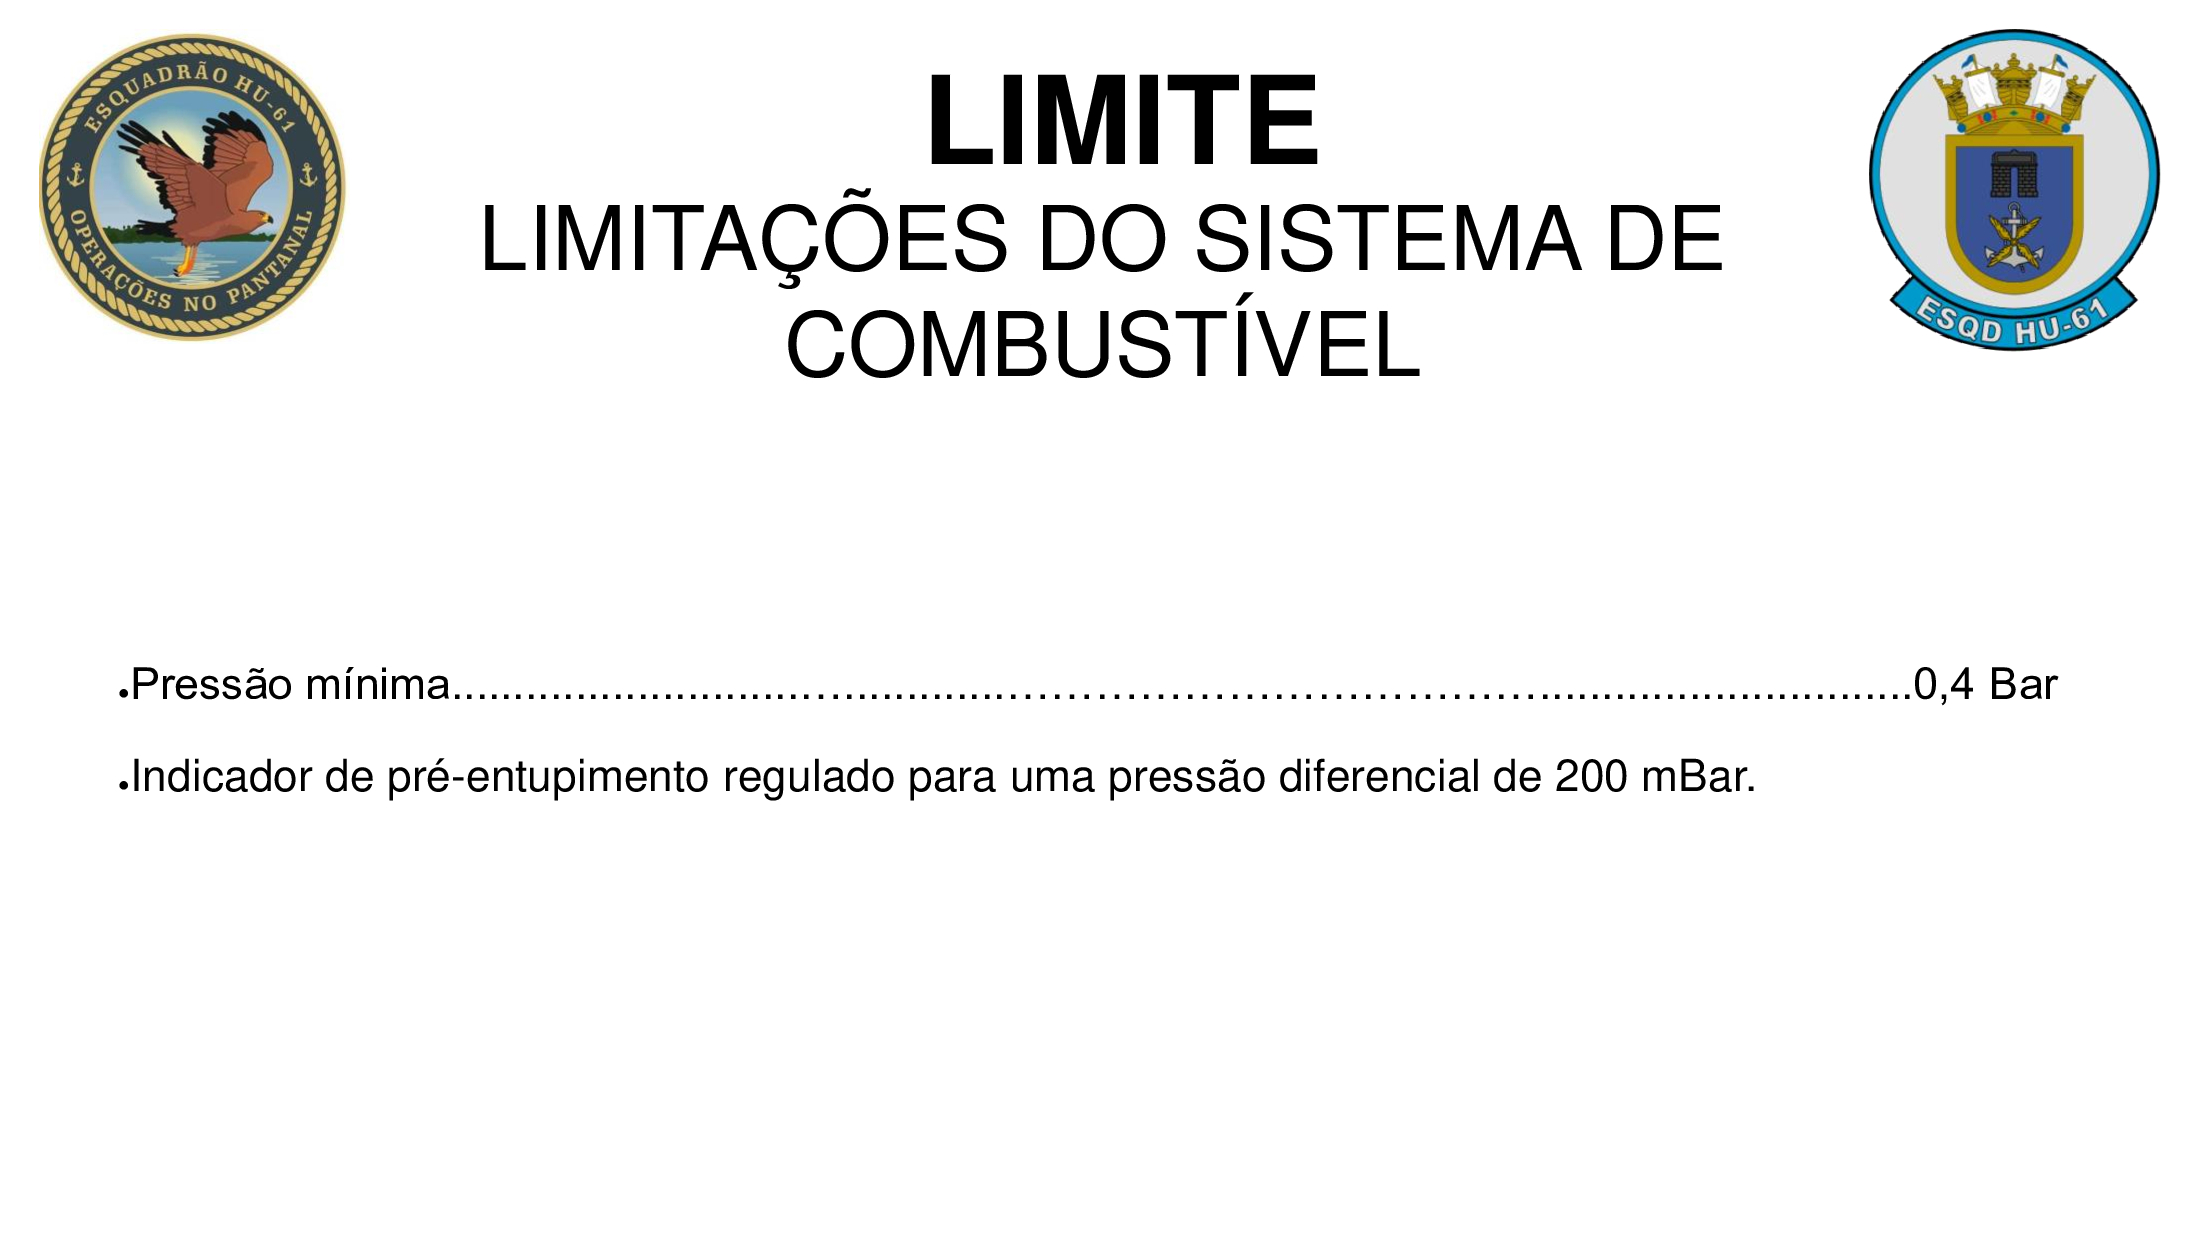 ESQUADRÃO HU-61
OPERAÇÕES NO PANTANAL
LIMITE
LIMITAÇÕES DO SISTEMA DE
COMBUSTÍVEL
ESQD HU-61
●Pressão mínima............................…............…………………………………..............................0,4 Bar
●Indicador de pré-entupimento regulado para uma pressão diferencial de 200 mBar.